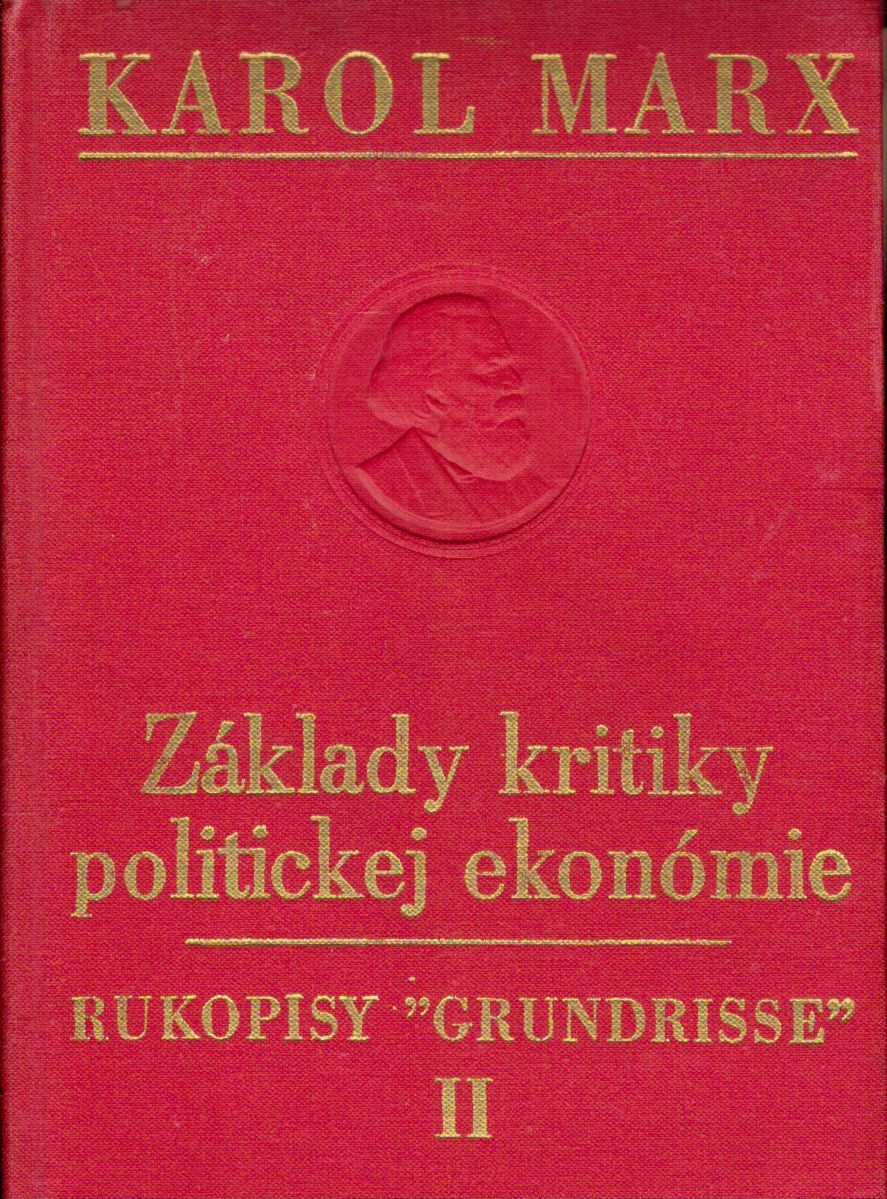 KAROL MARX
Základy kritiky
politickej ekonómie
RUKOPISY ”GRUNDRISSE”
II